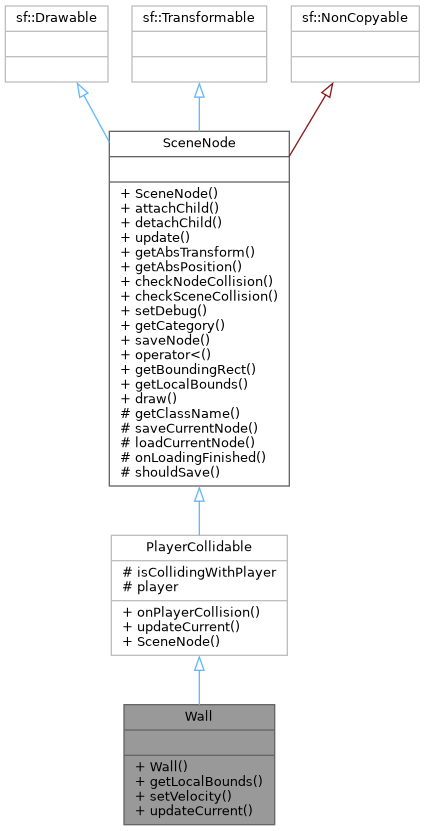 sf::Drawable
sf::Transformable
sf::NonCopyable
SceneNode
+ SceneNode()
+ attachChild()
+ detachChild()
+ update()
+ getAbsTransform()
+ getAbsPosition()
+ checkNodeCollision()
+ checkSceneCollision()
+ setDebug()
+ getCategory()
+ saveNode()
+ operator<()
+ getBoundingRect()
+ getLocalBounds()
+ draw()
# getClassName()
# saveCurrentNode()
# loadCurrentNode()
# onLoadingFinished()
# shouldSave()
PlayerCollidable
# isCollidingWithPlayer
# player
+ onPlayerCollision()
+ updateCurrent()
+ SceneNode()
Wall
+ Wall()
+ getLocalBounds()
+ setVelocity()
+ updateCurrent()